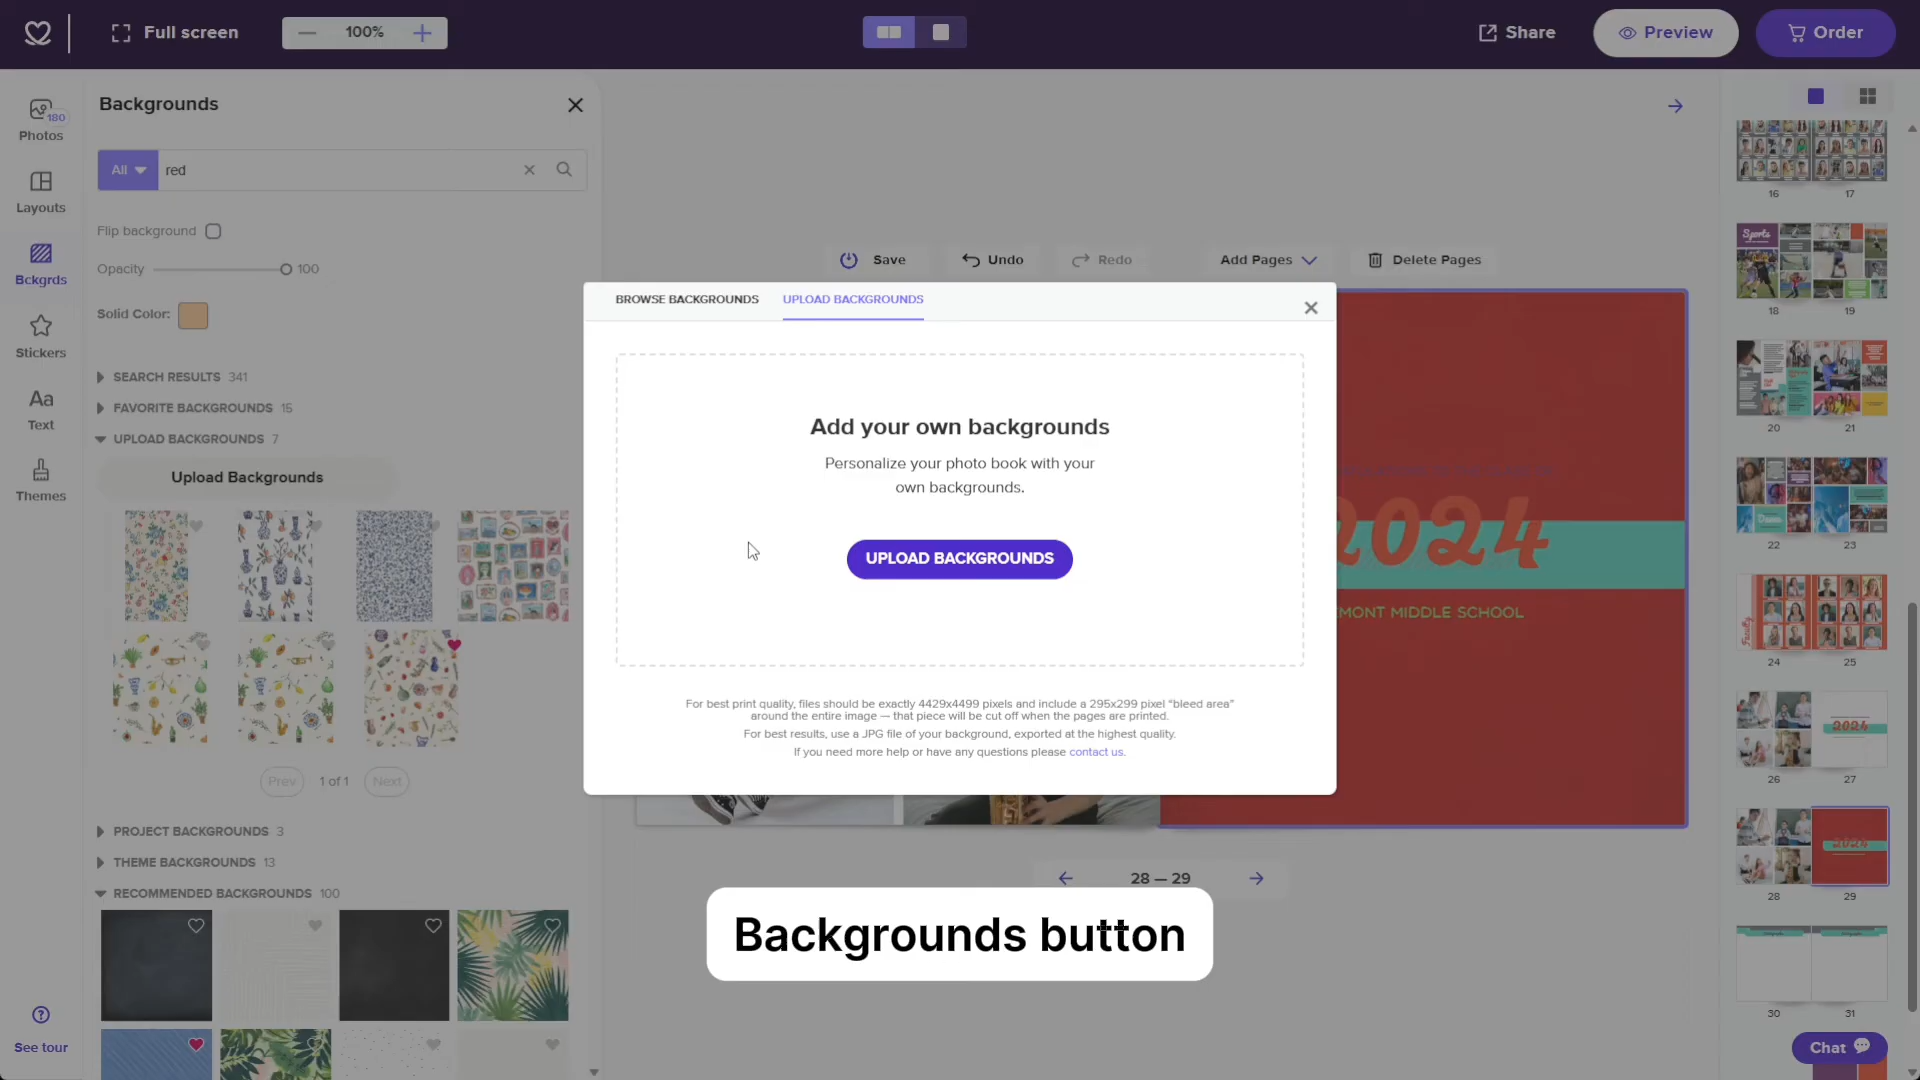 Full screen
100%
Share
Preview
Order
Backgrounds
180
Photos
Layouts
Bckgrds
Stickers
Aa
Text
Themes
See tour
All
red
Flip background
Opacity
100
Solid Color:
SEARCH RESULTS 341
FAVORITE BACKGROUNDS 15
UPLOAD BACKGROUNDS 7
Upload Backgrounds
Prev
1 of 1
Next
PROJECT BACKGROUNDS 3
THEME BACKGROUNDS 13
RECOMMENDED BACKGROUNDS 100
Save
Undo
Redo
Add Pages
Delete Pages
BROWSE BACKGROUNDS
UPLOAD BACKGROUNDS
Add your own backgrounds
Personalize your photo book with your
own backgrounds.
UPLOAD BACKGROUNDS
For best print quality, files should be exactly 4429x4499 pixels and include a 295x299 pixel “bleed area”
around the entire image — that piece will be cut off when the pages are printed.
For best results, use a JPG file of your background, exported at the highest quality.
If you need more help or have any questions please contact us.
2024
MONT MIDDLE SCHOOL
28 — 29
Backgrounds button
16
17
Sports
18
19
20
21
22
23
Faculty
24
25
2024
26
27
2024
28
29
30
31
Chat